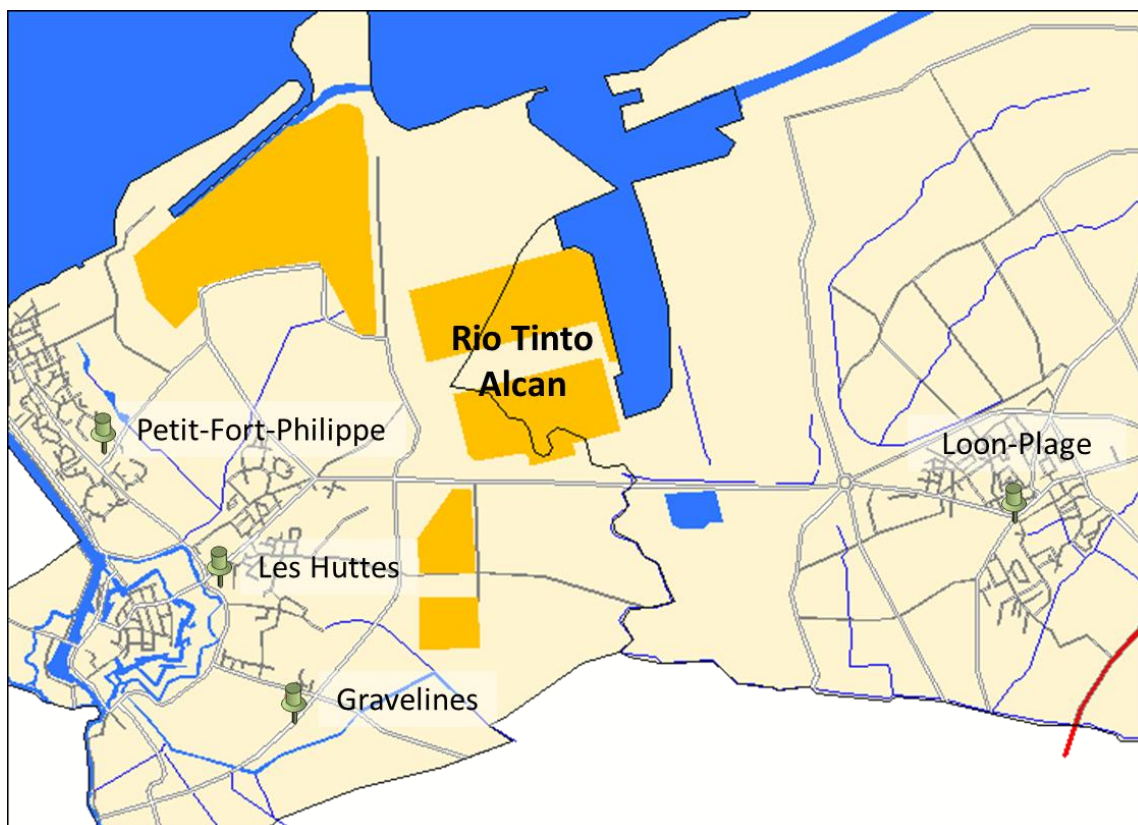 Rio Tinto
Alcan
Petit-Fort-Philippe
Loon-Plage
Les Huttes
Gravelines